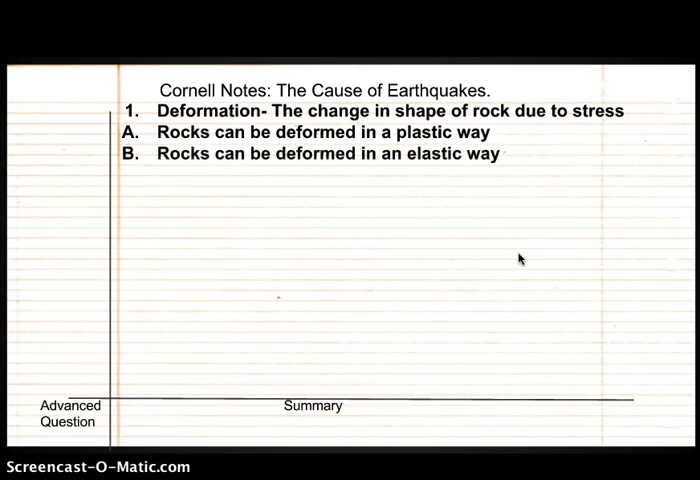 Cornell Notes: The Cause of Earthquakes.
1. Deformation- The change in shape of rock due to stress
A. Rocks can be deformed in a plastic way
B. Rocks can be deformed in an elastic way
Advanced
Question
Summary
Screencast-O-Matic.com